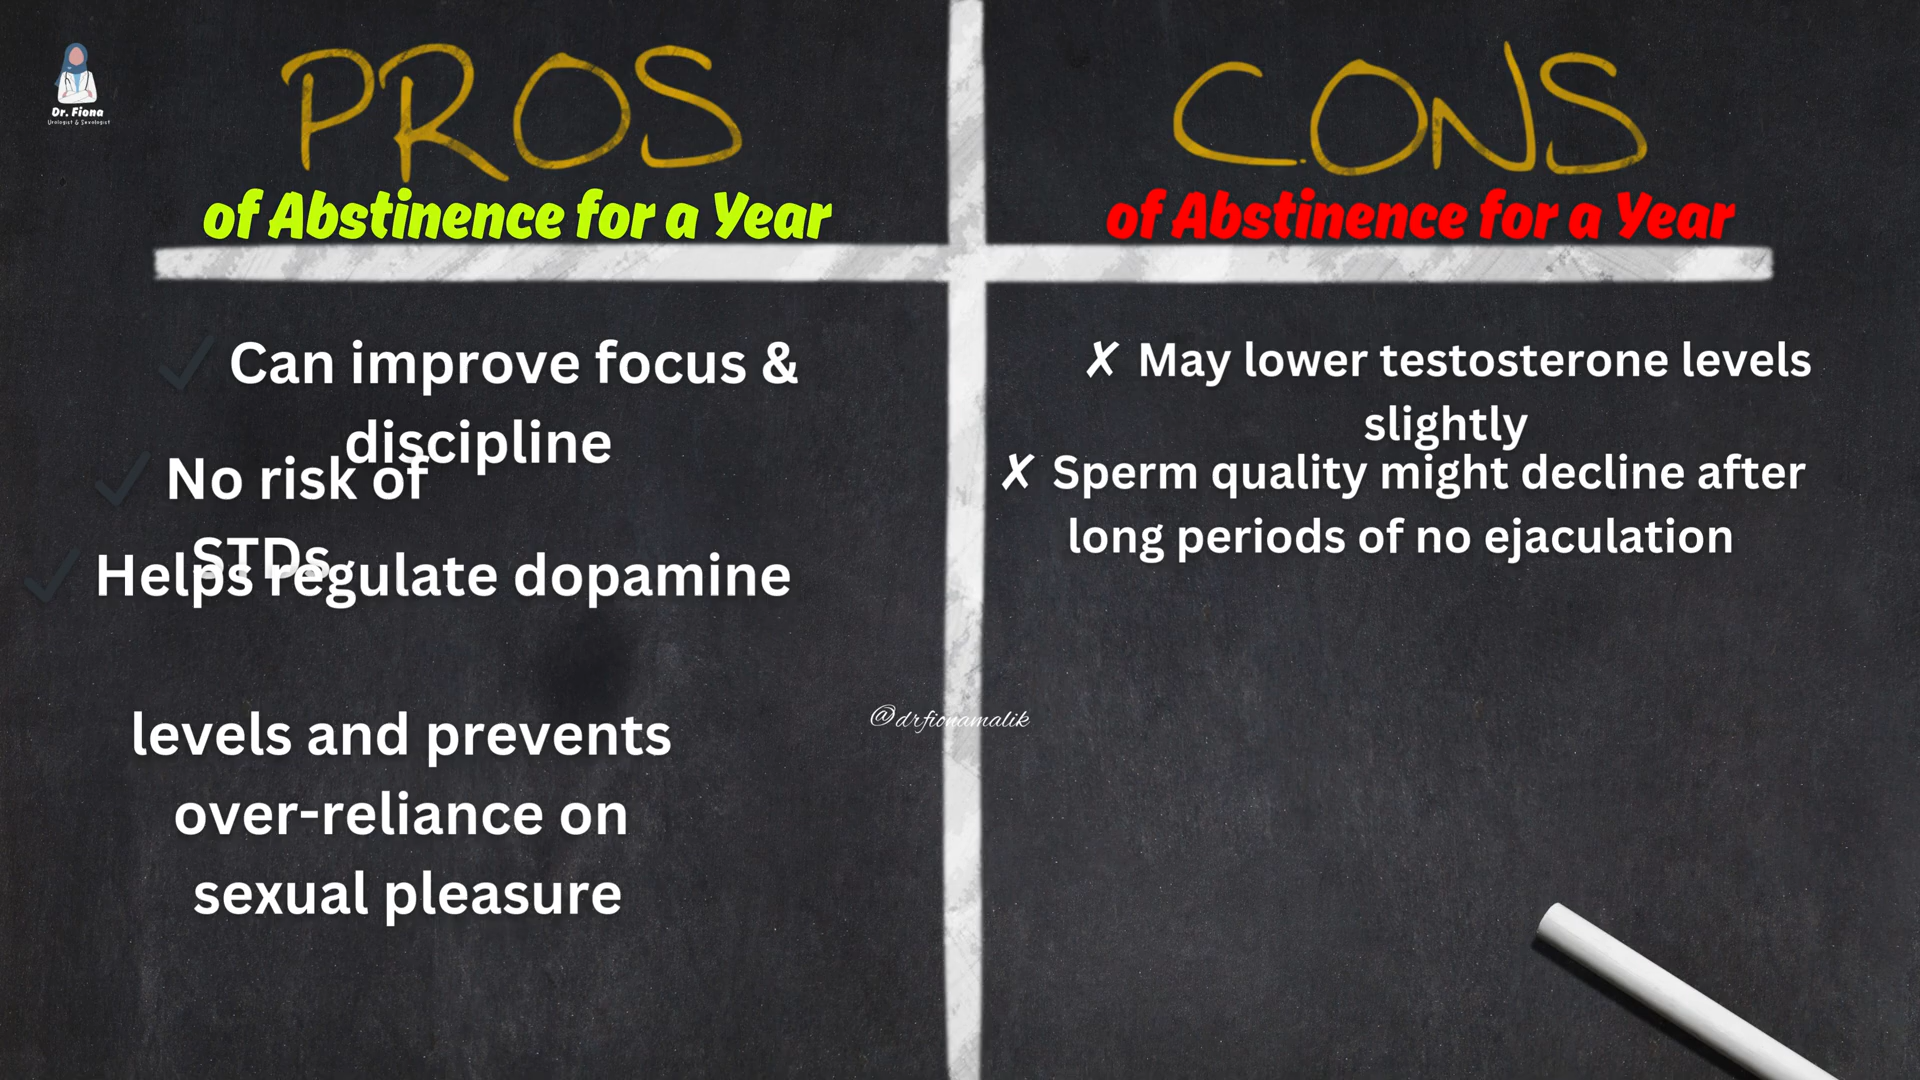 Dr. Fiona
Urologist & Sexologist
PROS
of Abstinence for a Year
✓ Can improve focus &
discipline
✓ No risk of
STDs
✓ Helps regulate dopamine
levels and prevents
over-reliance on
sexual pleasure
CONS
of Abstinence for a Year
✗ May lower testosterone levels
slightly
✗ Sperm quality might decline after
long periods of no ejaculation
@drfionamalik